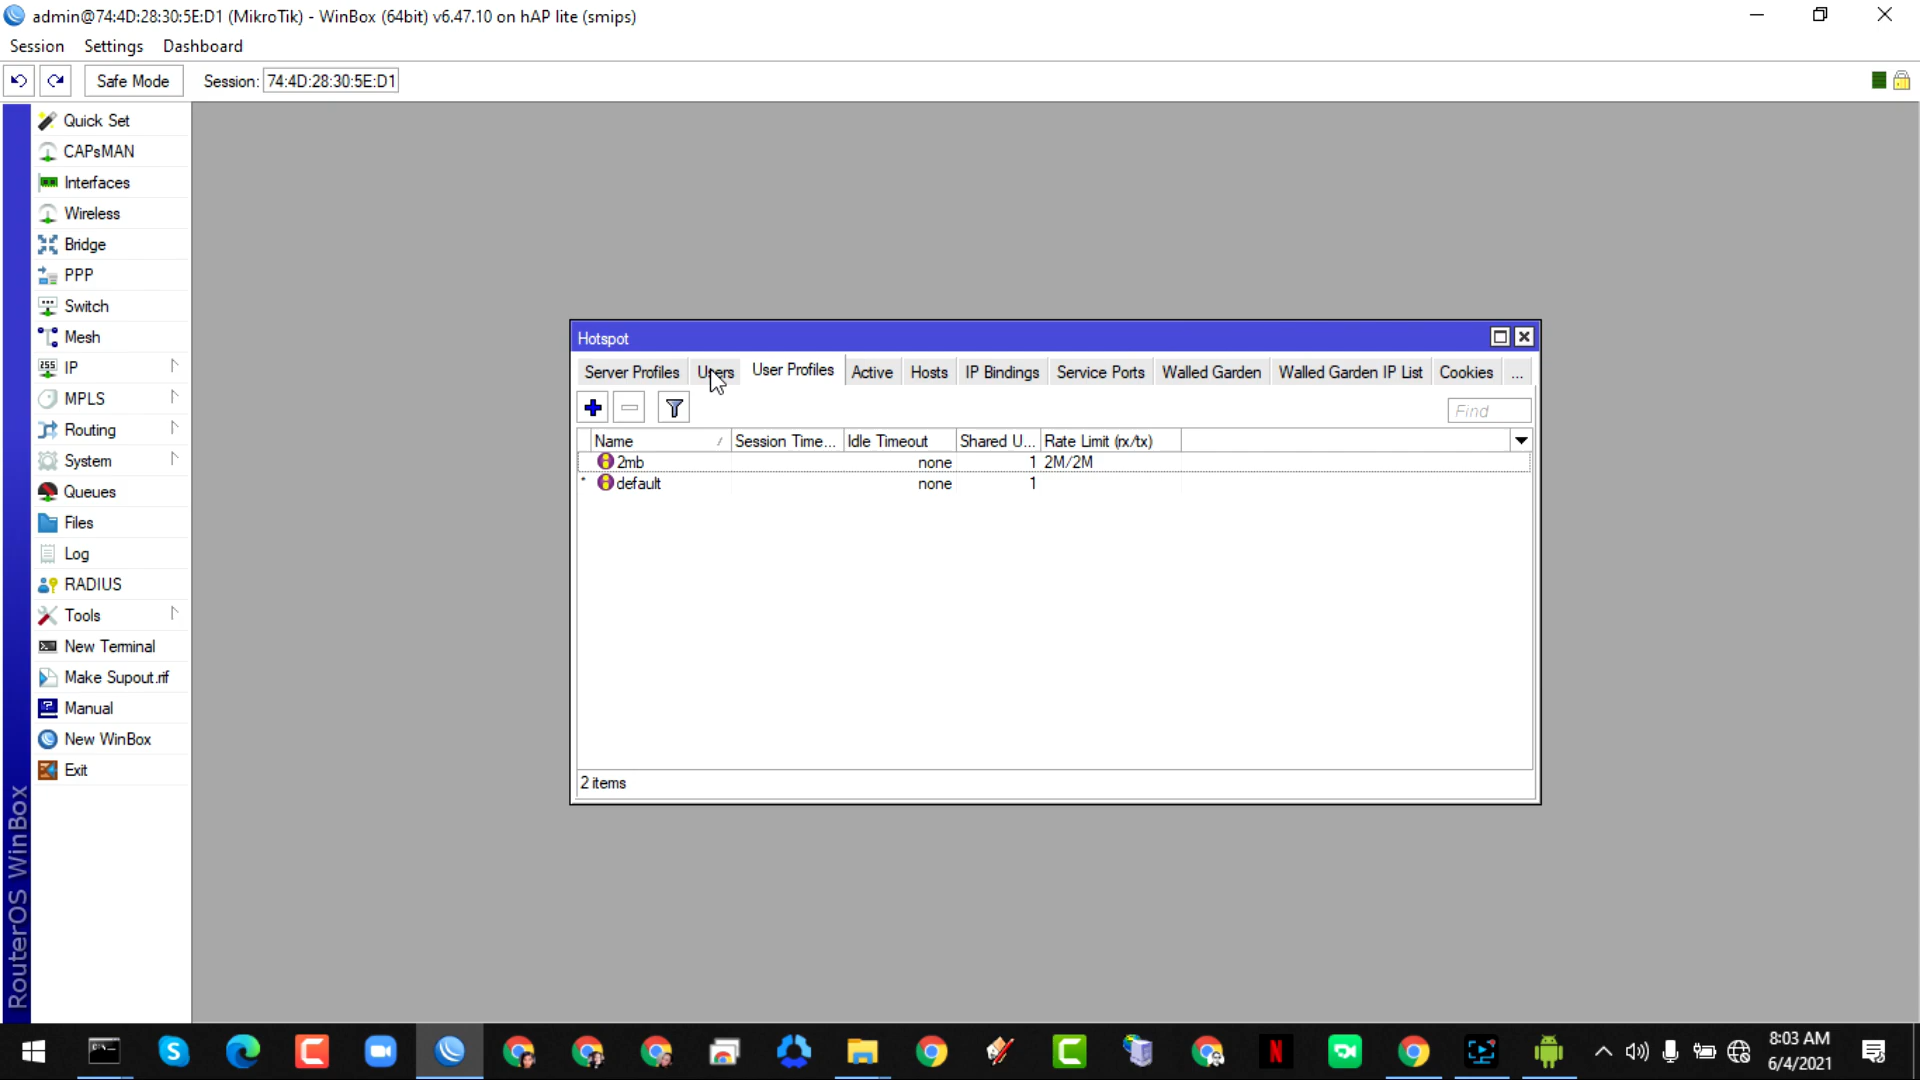 admin@74:4D:28:30:5E:D1 (MikroTik) - WinBox (64bit) v6.47.10 on hAP lite (smips)
Session Settings Dashboard
Safe Mode Session: 74:4D:28:30:5E:D1
Quick Set
CAPsMAN
Interfaces
Wireless
Bridge
PPP
Switch
Mesh
IP
MPLS
Routing
System
Queues
Files
Log
RADIUS
Tools
New Terminal
Make Supout.rif
Manual
New WinBox
Exit
RouterOS WinBox
Hotspot
Server Profiles Users User Profiles Active Hosts IP Bindings Service Ports Walled Garden Walled Garden IP List Cookies ...
Find
Name / Session Time... Idle Timeout Shared U... Rate Limit (rx/tx)
2mb none 1 2M/2M
* default none 1
2 items
8:03 AM
6/4/2021